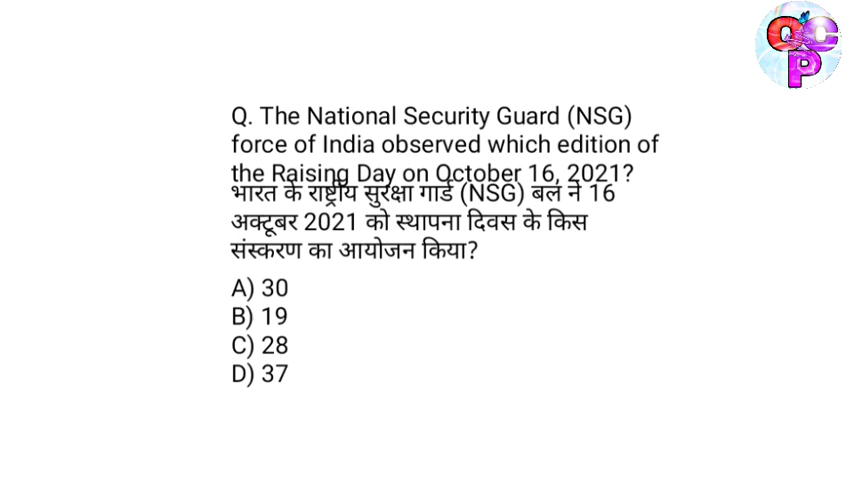 QCP
Q. The National Security Guard (NSG)
force of India observed which edition of
the Raising Day on October 16, 2021?
भारत के राष्ट्रीय सुरक्षा गार्ड (NSG) बल ने 16
अक्टूबर 2021 को स्थापना दिवस के किस
संस्करण का आयोजन किया?
A) 30
B) 19
C) 28
D) 37